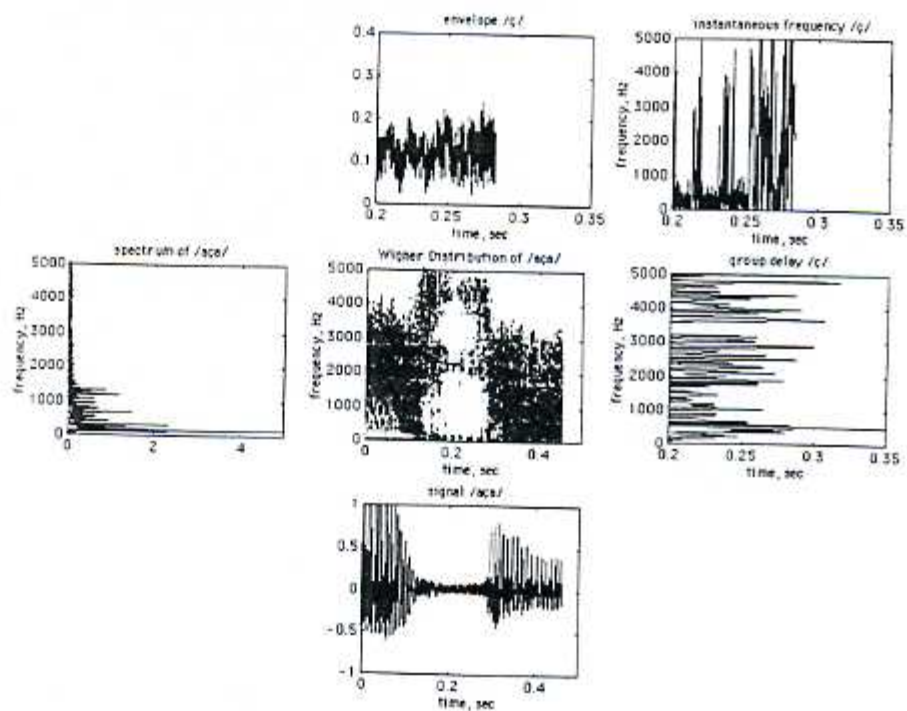 envelope /ç/
0.4
0.3
0.2
0.1
0
0.2 0.25 0.3 0.35
time, sec
instantaneous frequency /ç/
frequency, Hz
5000
4000
3000
2000
1000
0
0.2 0.25 0.3 0.35
time, sec
spectrum of /aça/
frequency, Hz
5000
4000
3000
2000
1000
0
0 2 4
Wigner Distribution of /aça/
frequency, Hz
5000
4000
3000
2000
1000
0
0 0.2 0.4
time, sec
group delay /ç/
frequency, Hz
5000
4000
3000
2000
1000
0
0.2 0.25 0.3 0.35
time, sec
signal /aça/
1
0.5
0
-0.5
-1
0 0.2 0.4
time, sec